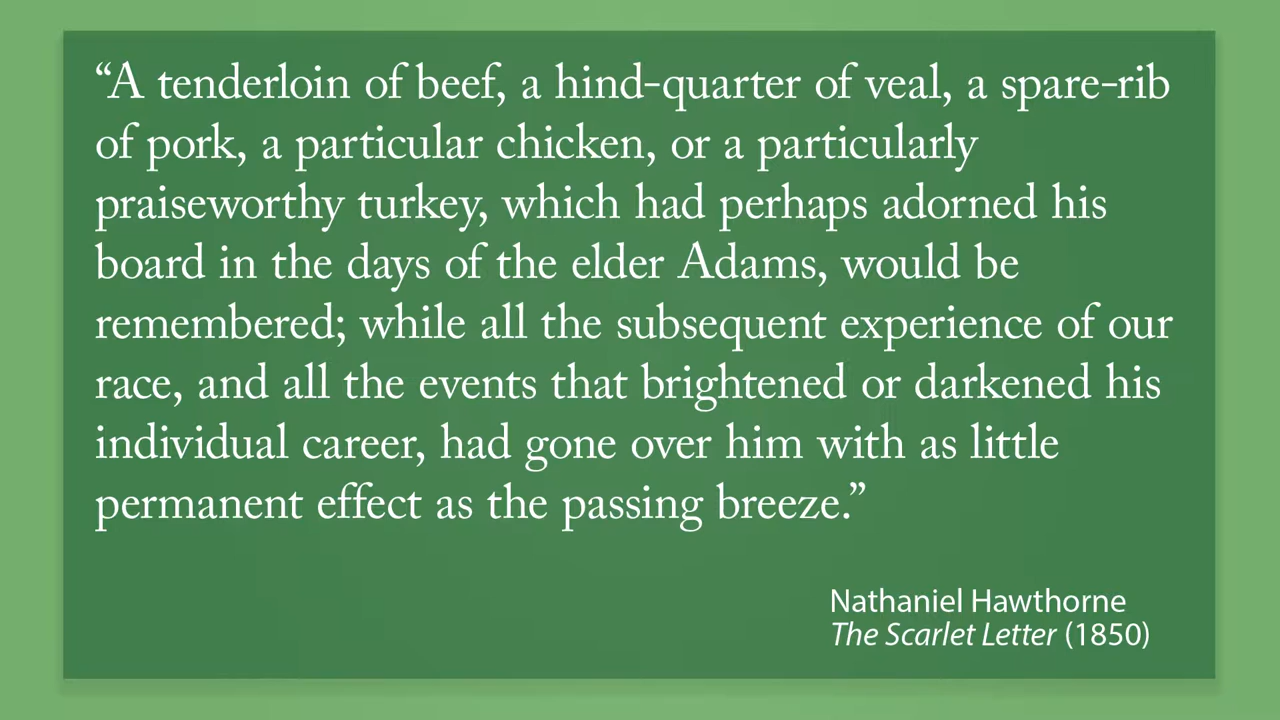 “A tenderloin of beef, a hind-quarter of veal, a spare-rib
of pork, a particular chicken, or a particularly
praiseworthy turkey, which had perhaps adorned his
board in the days of the elder Adams, would be
remembered; while all the subsequent experience of our
race, and all the events that brightened or darkened his
individual career, had gone over him with as little
permanent effect as the passing breeze.”
Nathaniel Hawthorne
The Scarlet Letter (1850)